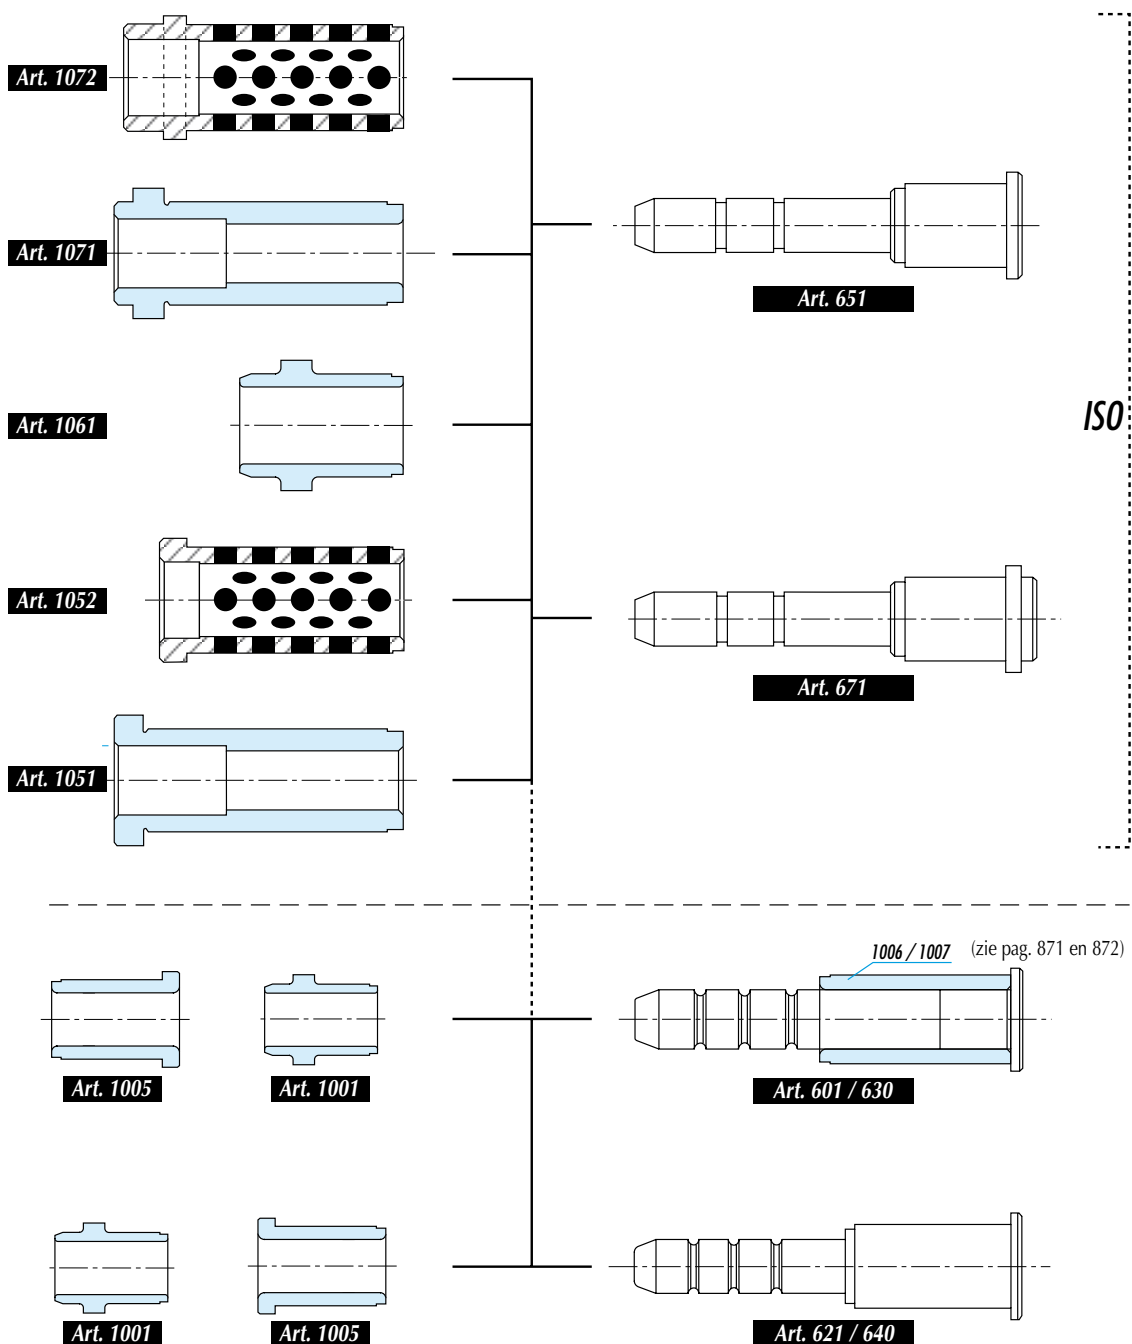 Art. 1072
Art. 1071
Art. 651
Art. 1061
ISO
Art. 1052
Art. 671
Art. 1051
1006 / 1007 (zie pag. 871 en 872)
Art. 1005
Art. 1001
Art. 601 / 630
Art. 1001
Art. 1005
Art. 621 / 640